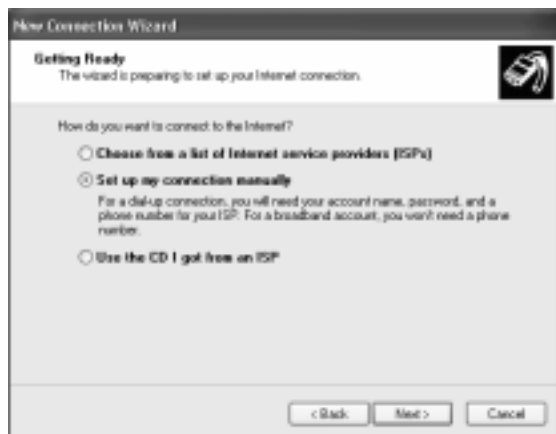 New Connection Wizard
Getting Ready
The wizard is preparing to set up your Internet connection.
How do you want to connect to the Internet?
Choose from a list of Internet service providers (ISPs)
Set up my connection manually
For a dial-up connection, you will need your account name, password, and a
phone number for your ISP. For a broadband account, you won't need a phone
number.
Use the CD I got from an ISP
< Back
Next >
Cancel